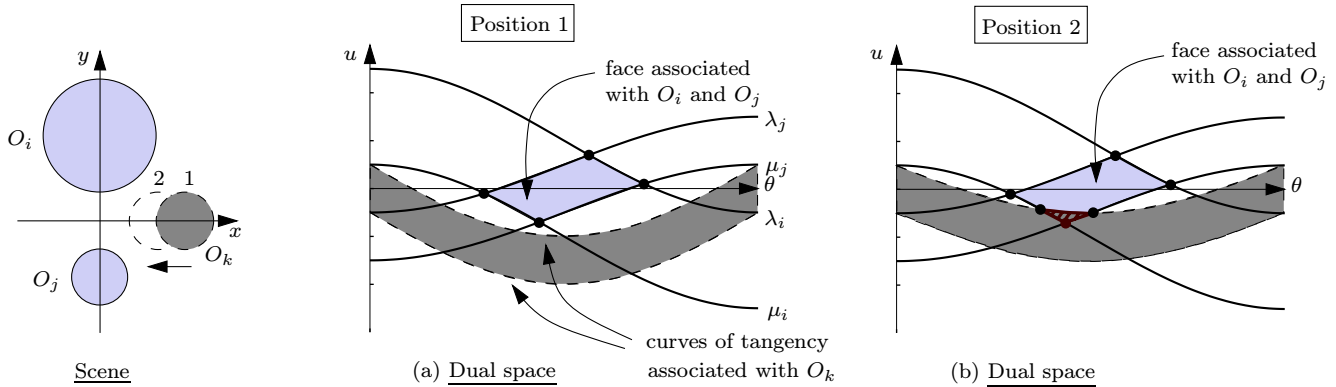 y
O_i
2 1
x
O_k
O_j
Scene
Position 1
u
face associated
with O_i and O_j
λ_j
μ_j
θ
λ_i
μ_i
curves of tangency
associated with O_k
(a) Dual space
Position 2
u
face associated
with O_i and O_j
θ
(b) Dual space